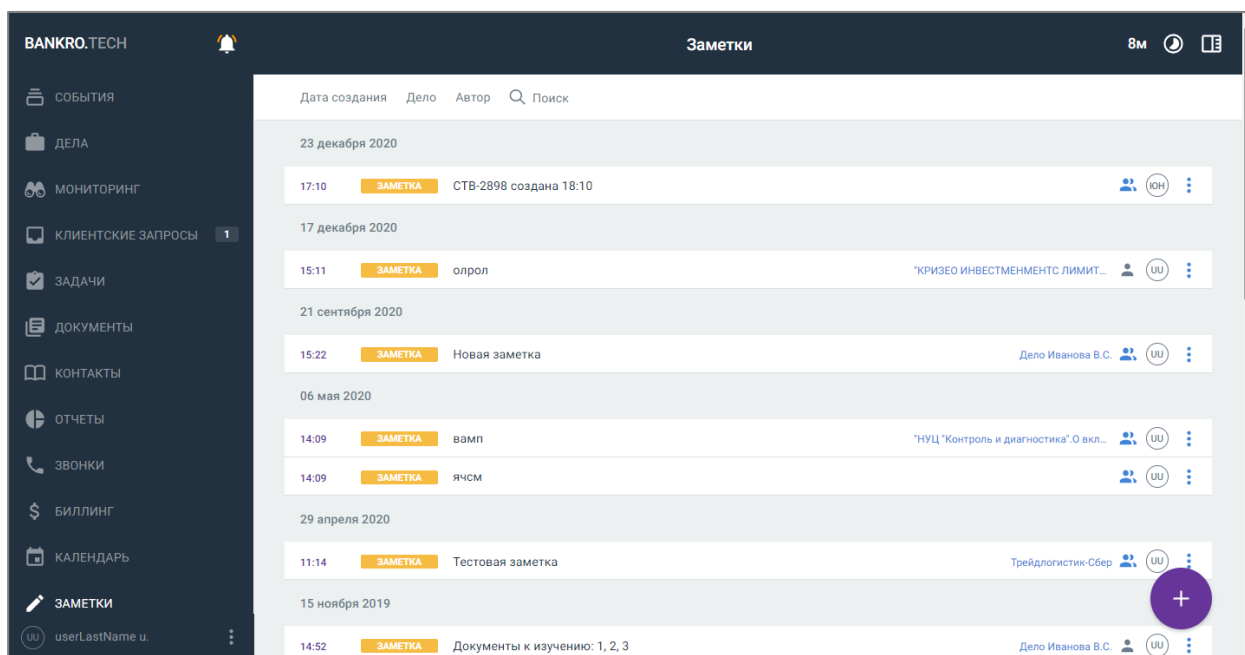 BANKRO.TECH
Заметки
8м
СОБЫТИЯ
ДЕЛА
МОНИТОРИНГ
КЛИЕНТСКИЕ ЗАПРОСЫ 1
ЗАДАЧИ
ДОКУМЕНТЫ
КОНТАКТЫ
ОТЧЕТЫ
ЗВОНКИ
БИЛЛИНГ
КАЛЕНДАРЬ
ЗАМЕТКИ
UU userLastName u.
Дата создания Дело Автор Поиск
23 декабря 2020
17:10 ЗАМЕТКА СТВ-2898 создана 18:10 ЮН
17 декабря 2020
15:11 ЗАМЕТКА олрол "КРИЗЕО ИНВЕСТМЕНМЕНТС ЛИМИТ... UU
21 сентября 2020
15:22 ЗАМЕТКА Новая заметка Дело Иванова В.С. UU
06 мая 2020
14:09 ЗАМЕТКА вамп "НУЦ "Контроль и диагностика".О вкл... UU
14:09 ЗАМЕТКА ячсм UU
29 апреля 2020
11:14 ЗАМЕТКА Тестовая заметка Трейдлогистик-Сбер UU
15 ноября 2019
14:52 ЗАМЕТКА Документы к изучению: 1, 2, 3 Дело Иванова В.С. UU